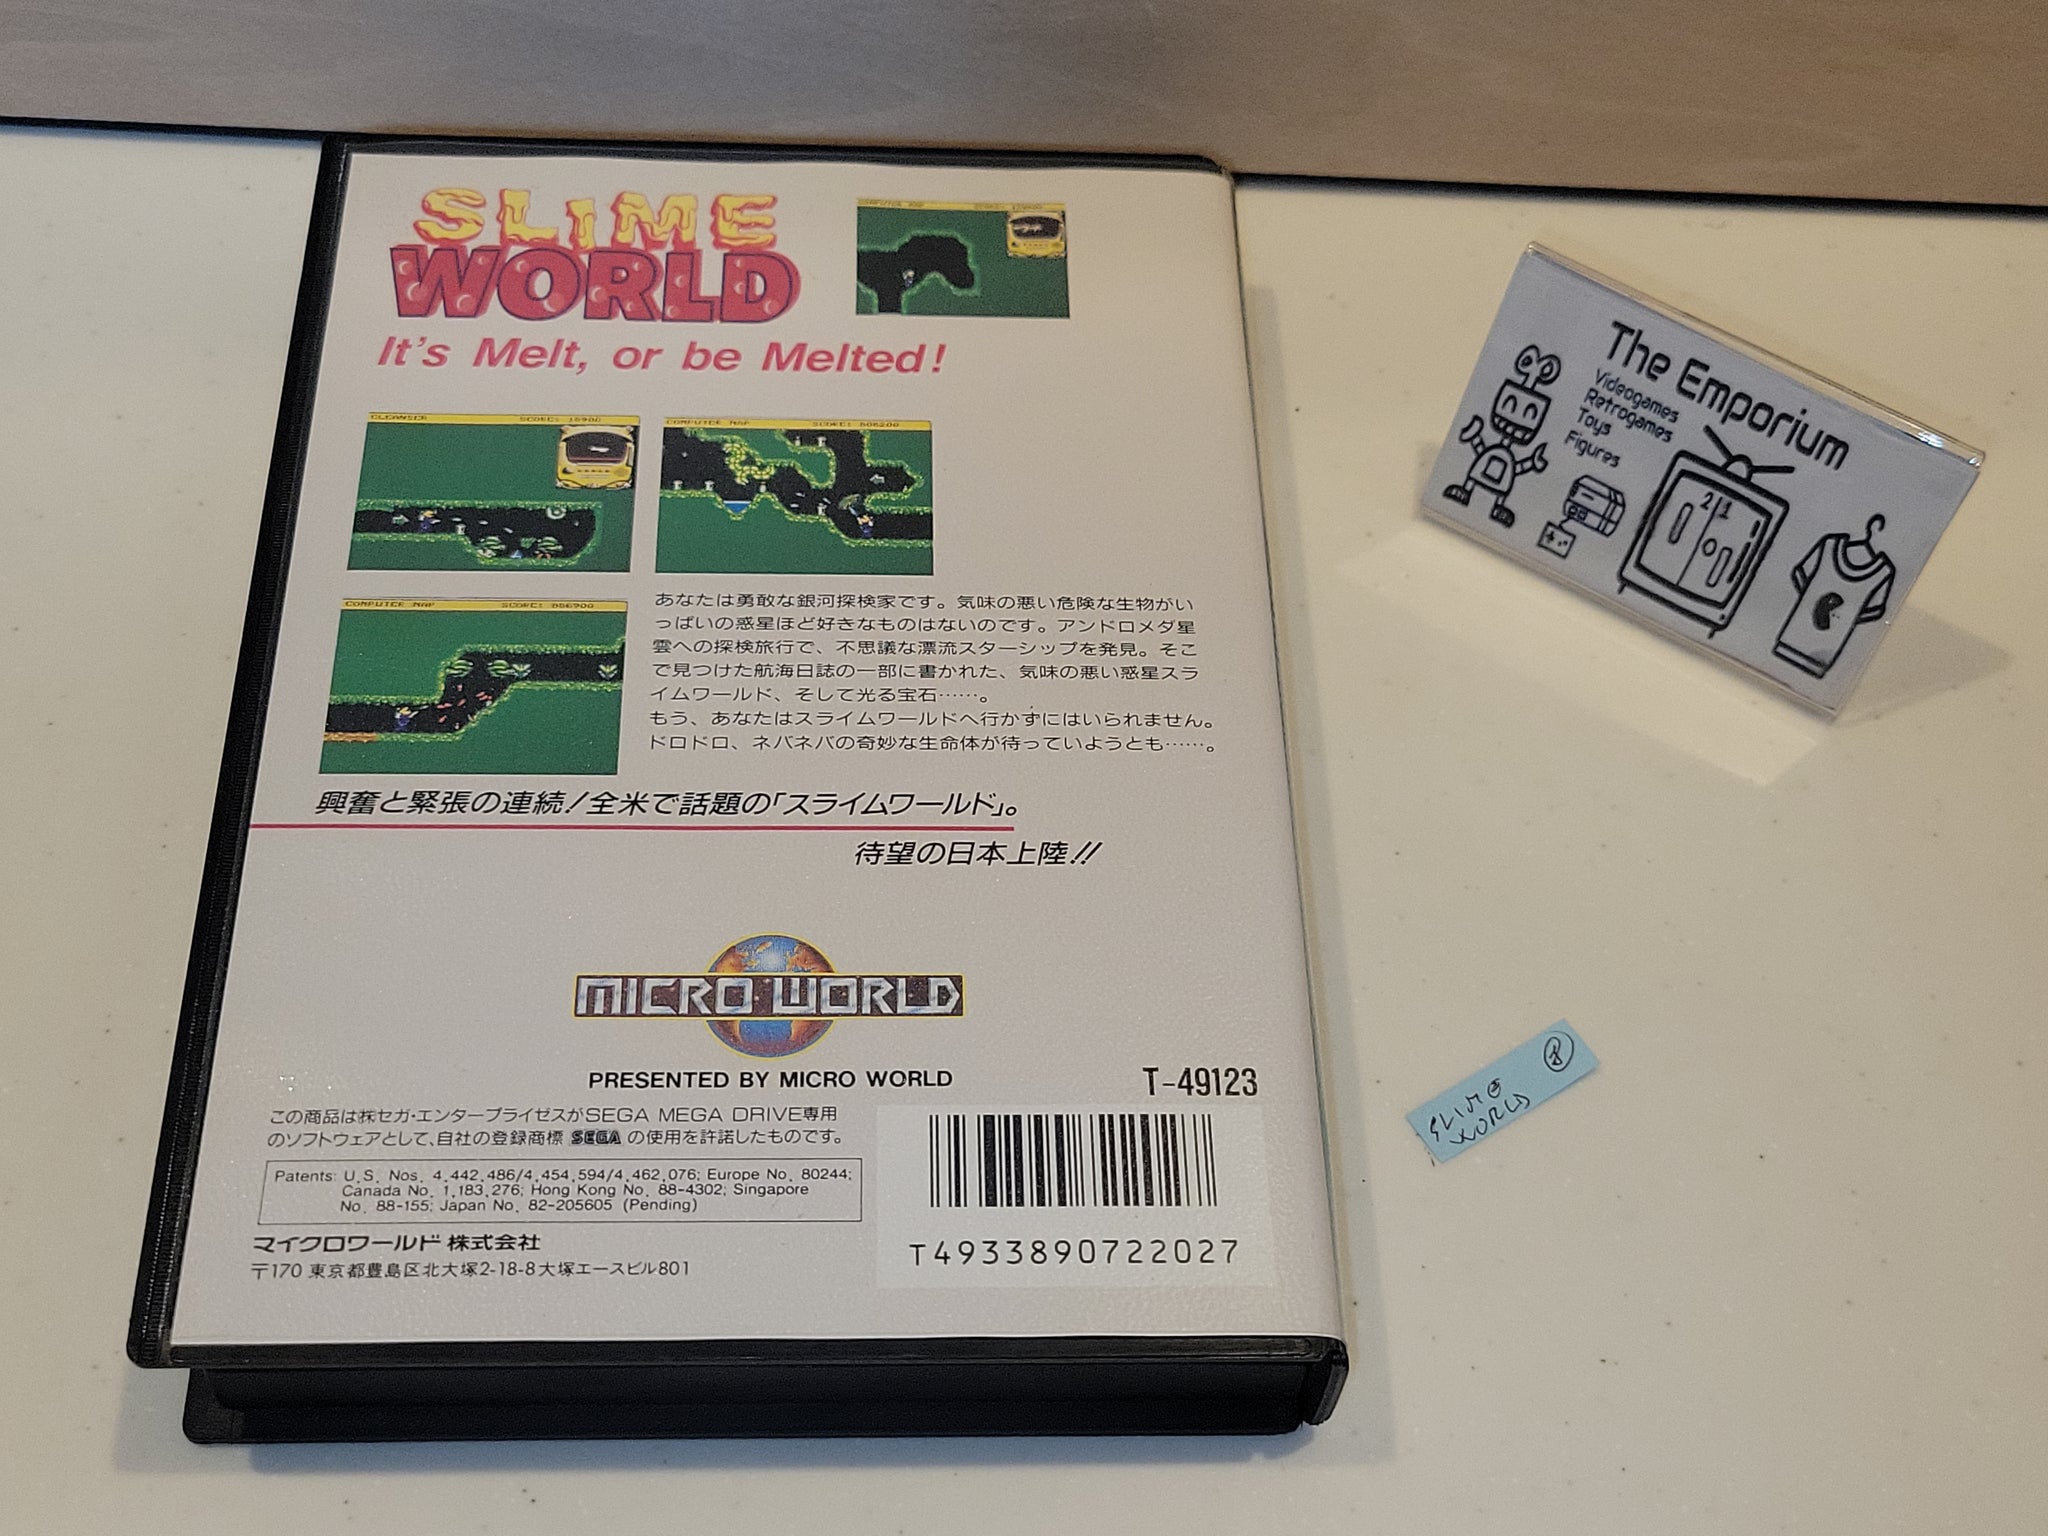 SLIME
WORLD
It's Melt, or be Melted!
COMPUTER MAP
CLEANSER SCORE: 16900
COMPUTER MAP SCORE: 606200
COMPUTER MAP SCORE: 656900
あなたは勇敢な銀河探検家です。気味の悪い危険な生物がい
っぱいの惑星ほど好きなものはないのです。アンドロメダ星
雲への探検旅行で、不思議な漂流スターシップを発見。そこ
で見つけた航海日誌の一部に書かれた、気味の悪い惑星スラ
イムワールド、そして光る宝石……。
もう、あなたはスライムワールドへ行かずにはいられません。
ドロドロ、ネバネバの奇妙な生命体が待っていようとも……。
興奮と緊張の連続!全米で話題の「スライムワールド」。
待望の日本上陸!!
MICRO WORLD
PRESENTED BY MICRO WORLD
T-49123
この商品は㈱セガ・エンタープライゼスがSEGA MEGA DRIVE専用
のソフトウェアとして、自社の登録商標 SEGA の使用を許諾したものです。
Patents: U.S. Nos. 4,442,486/4,454,594/4,462,076; Europe No. 80244;
Canada No. 1,183,276; Hong Kong No. 88-4302; Singapore
No. 88-155; Japan No. 82-205605 (Pending)
マイクロワールド 株式会社
〒170 東京都豊島区北大塚2-18-8大塚エースビル801
T4933890722027
The Emporium
Videogames
Retrogames
Toys
Figures
2 1
SLIME
WORLD